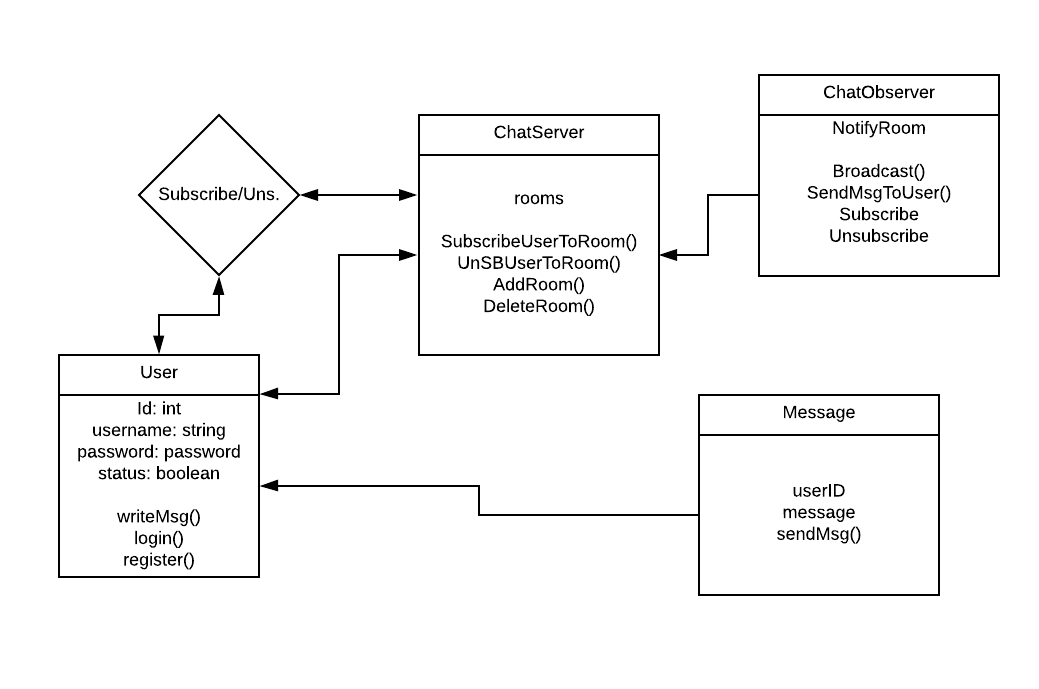 ChatObserver
NotifyRoom
Broadcast()
SendMsgToUser()
Subscribe
Unsubscribe
ChatServer
rooms
SubscribeUserToRoom()
UnSBUserToRoom()
AddRoom()
DeleteRoom()
Subscribe/Uns.
User
Id: int
username: string
password: password
status: boolean
writeMsg()
login()
register()
Message
userID
message
sendMsg()